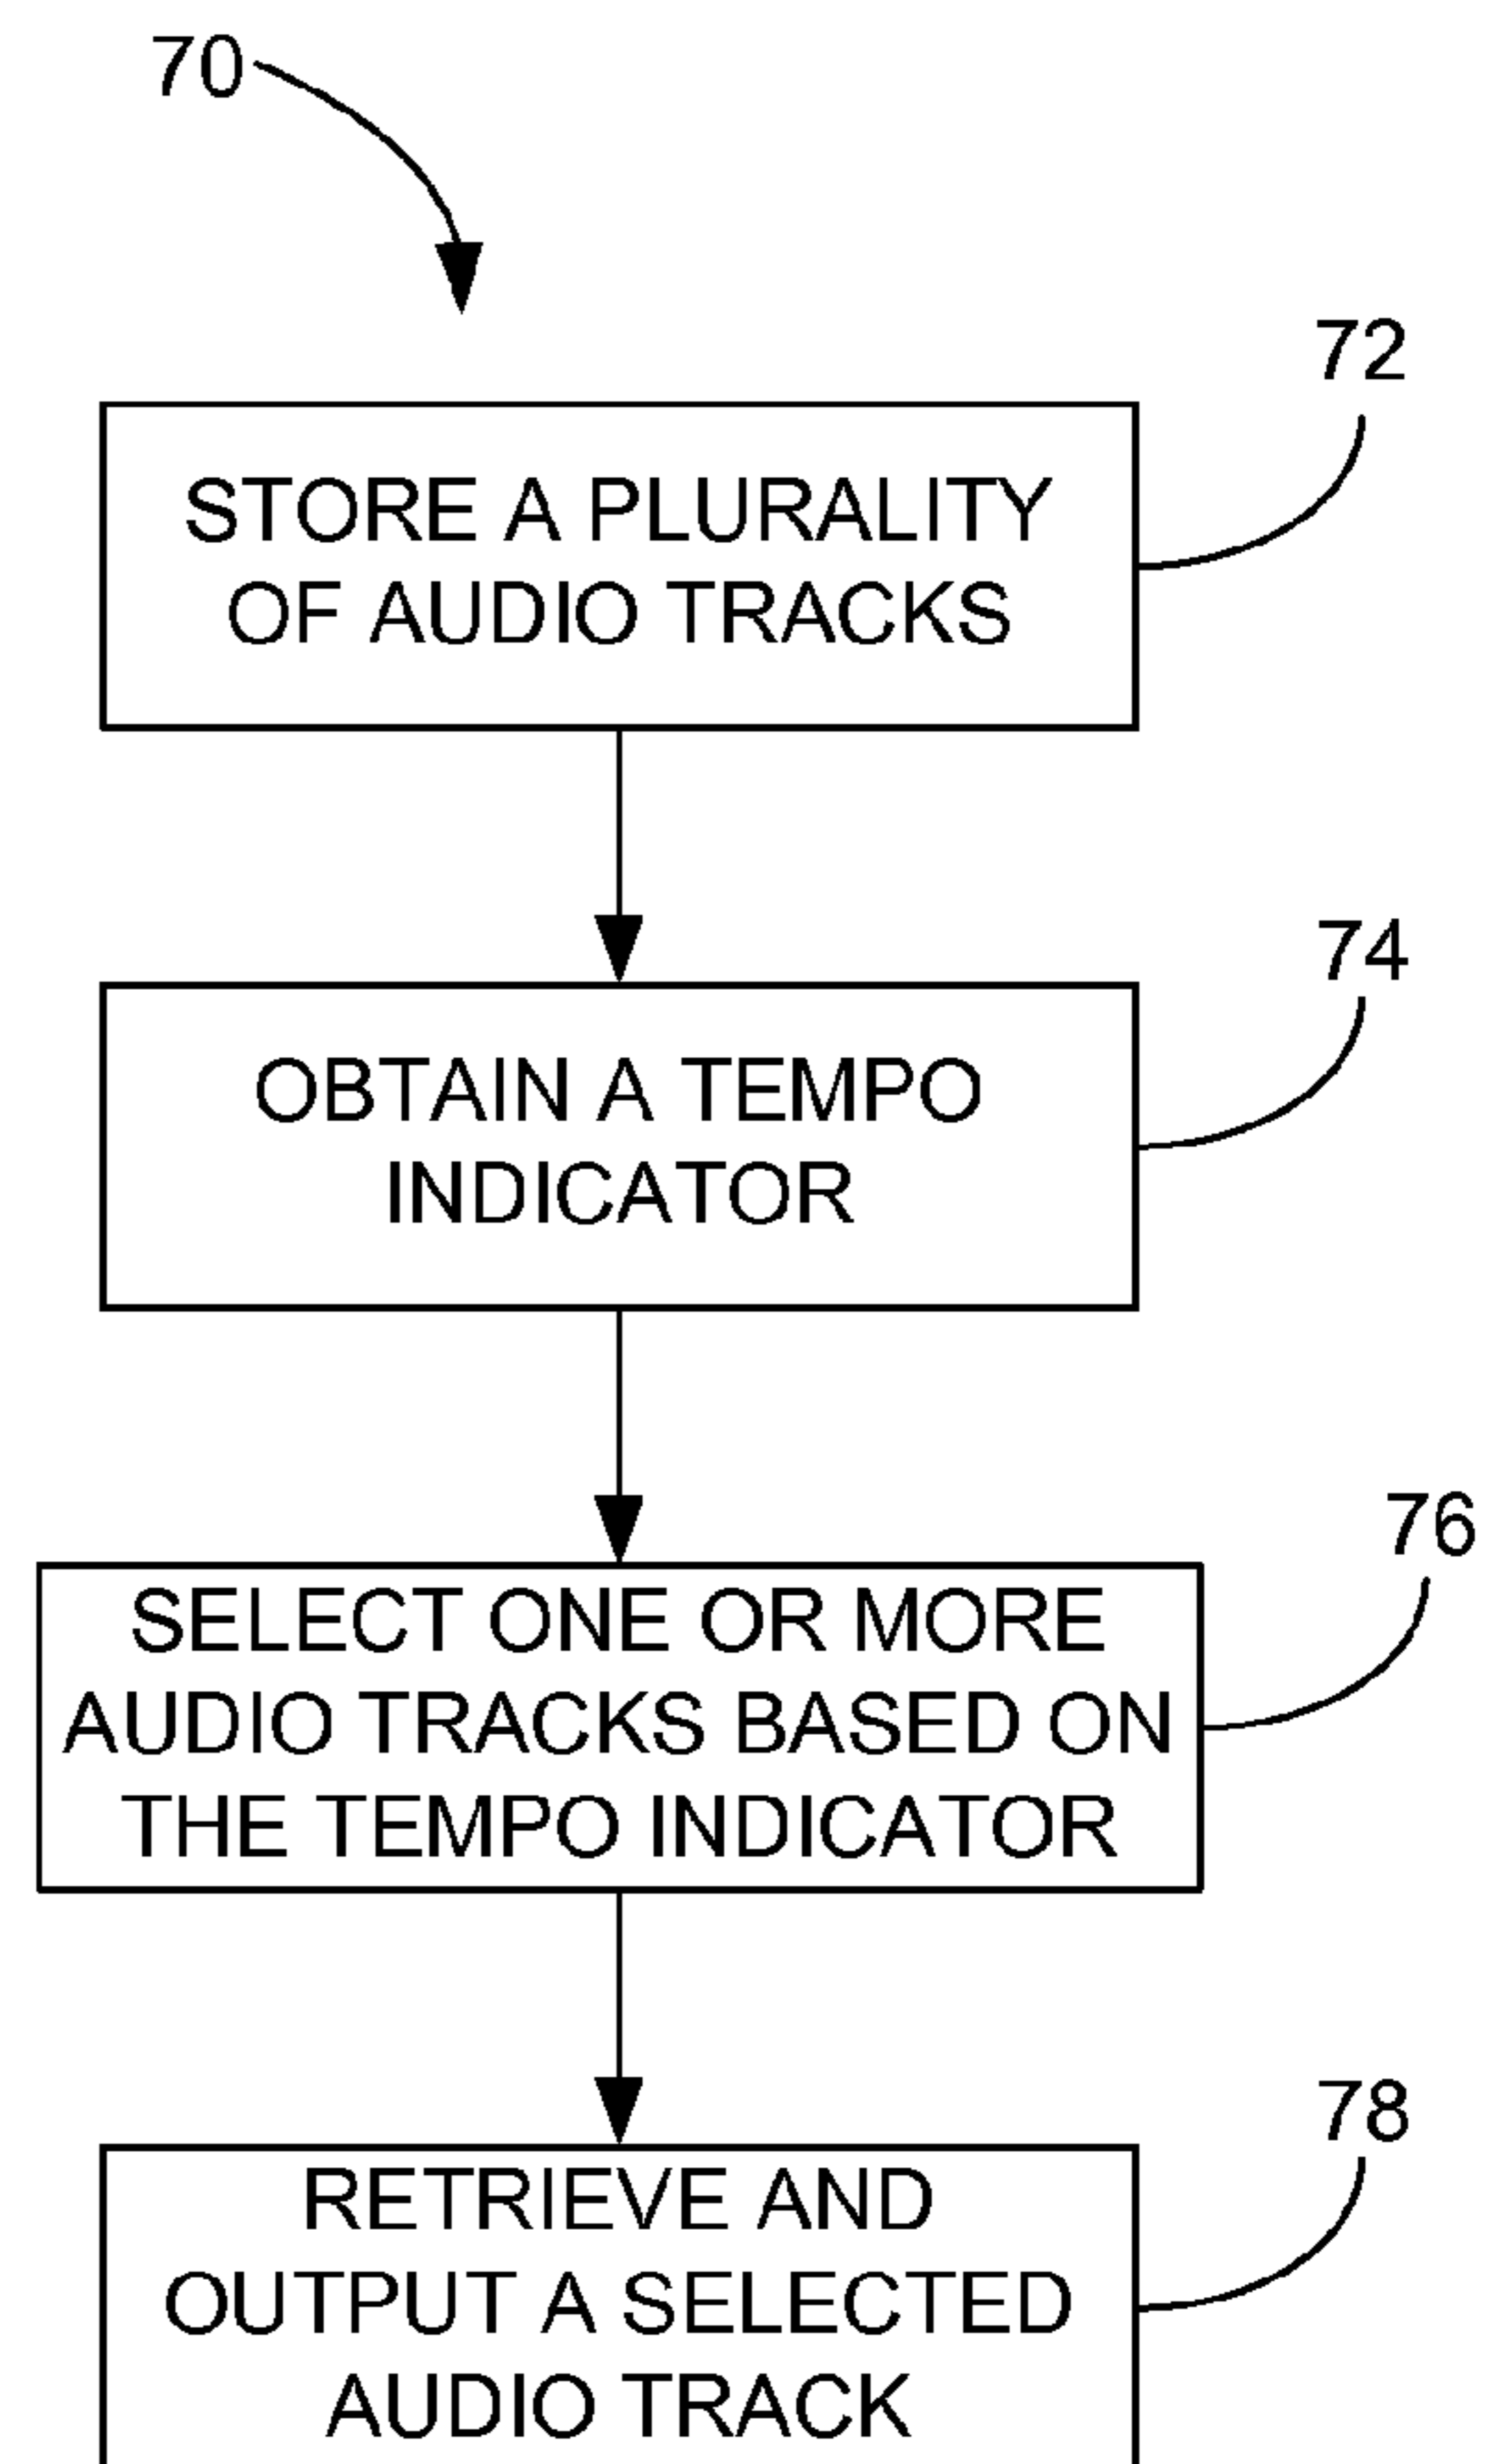 70
72
STORE A PLURALITY
OF AUDIO TRACKS
74
OBTAIN A TEMPO
INDICATOR
76
SELECT ONE OR MORE
AUDIO TRACKS BASED ON
THE TEMPO INDICATOR
78
RETRIEVE AND
OUTPUT A SELECTED
AUDIO TRACK